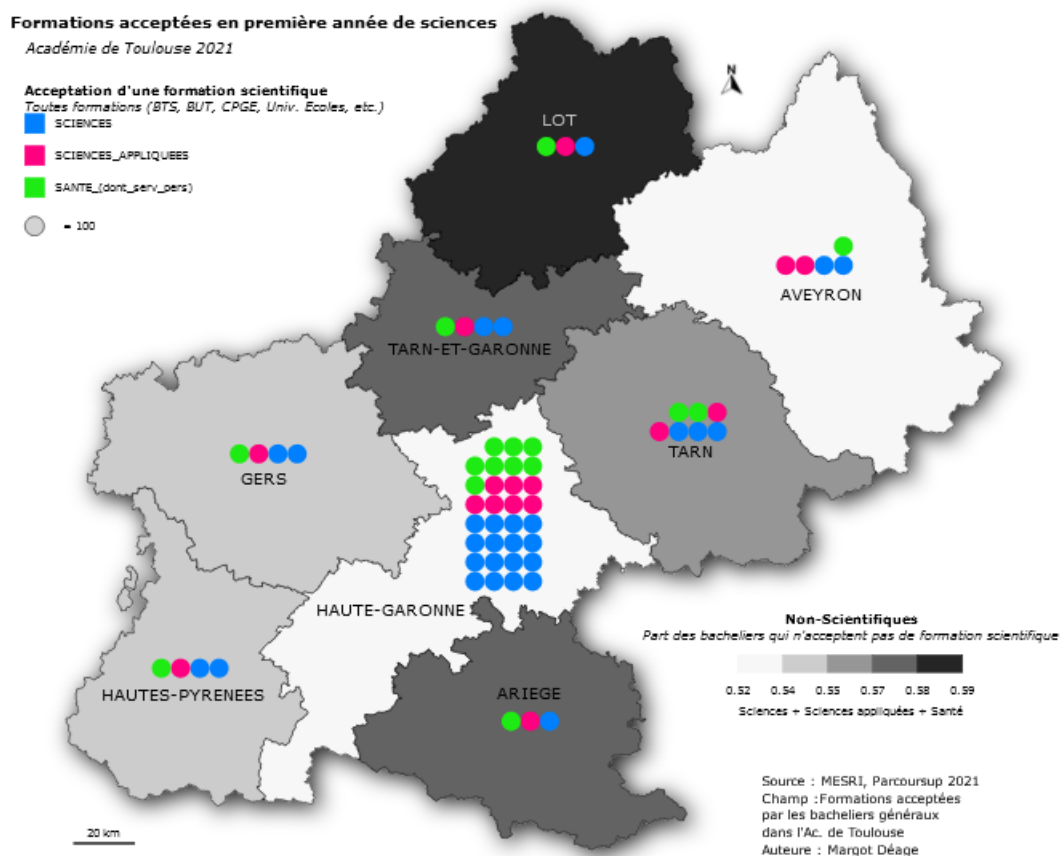 Formations acceptées en première année de sciences
Académie de Toulouse 2021
Acceptation d'une formation scientifique
Toutes formations (BTS, BUT, CPGE, Univ. Ecoles, etc.)
SCIENCES
SCIENCES_APPLIQUEES
SANTE_(dont_serv_pers)
= 100
N
LOT
AVEYRON
TARN-ET-GARONNE
TARN
GERS
HAUTE-GARONNE
HAUTES-PYRENEES
ARIEGE
Non-Scientifiques
Part des bacheliers qui n'acceptent pas de formation scientifique
0.52 0.54 0.55 0.57 0.58 0.59
Sciences + Sciences appliquées + Santé
20 km
Source : MESRI, Parcoursup 2021
Champ :Formations acceptées
par les bacheliers généraux
dans l'Ac. de Toulouse
Auteure : Margot Déage